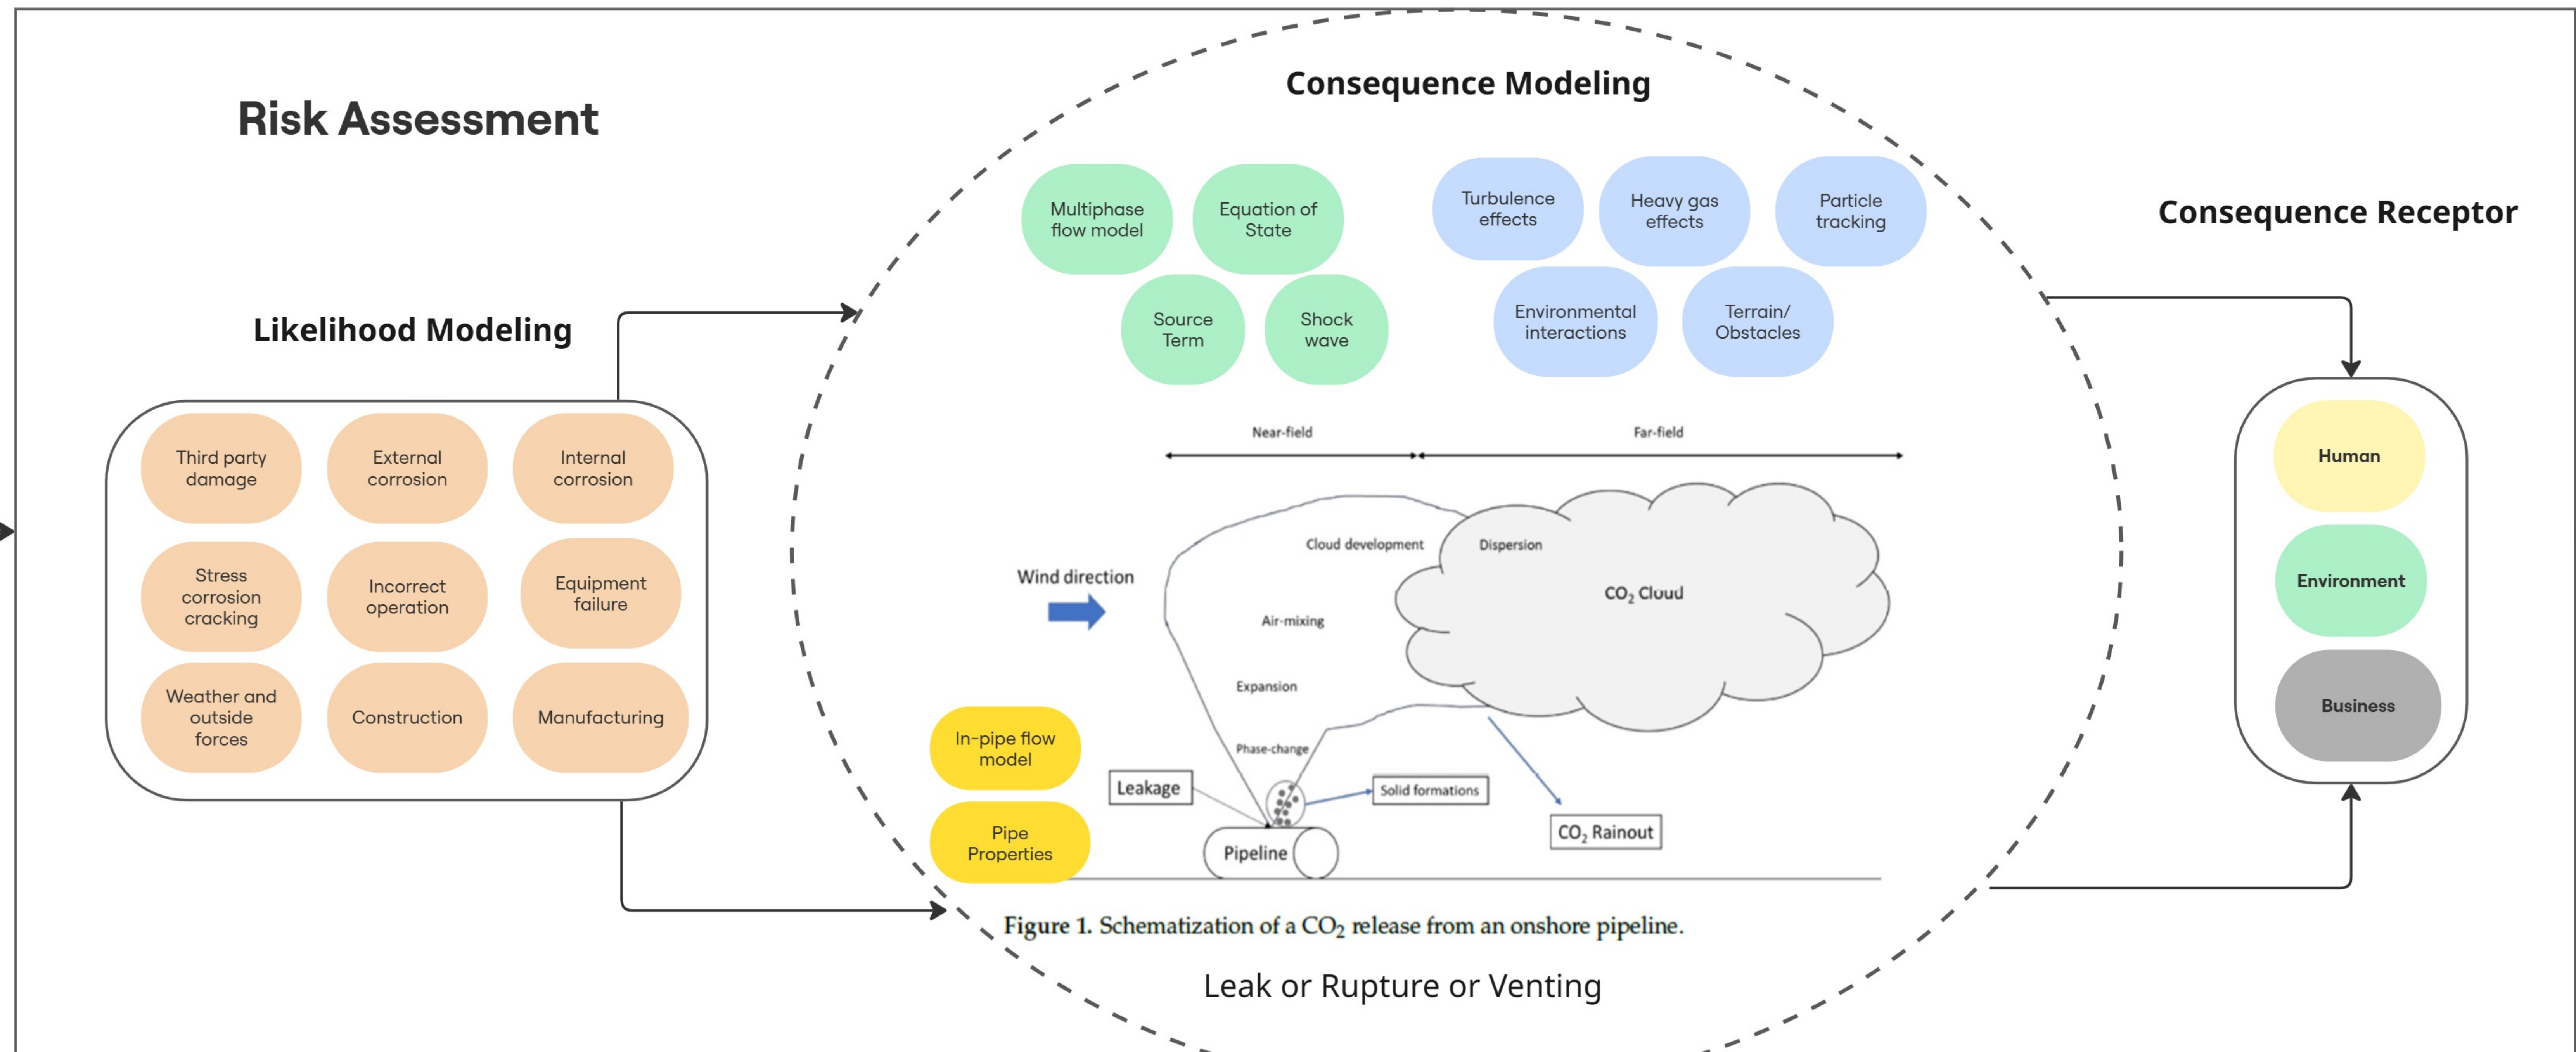 Risk Assessment
Likelihood Modeling
Third party
damage
External
corrosion
Internal
corrosion
Stress
corrosion
cracking
Incorrect
operation
Equipment
failure
Weather and
outside
forces
Construction
Manufacturing
Consequence Modeling
Multiphase
flow model
Equation of
State
Source
Term
Shock
wave
Turbulence
effects
Heavy gas
effects
Particle
tracking
Environmental
interactions
Terrain/
Obstacles
Near-field
Far-field
Cloud development
Dispersion
Wind direction
CO₂ Cloud
Air-mixing
Expansion
Phase-change
In-pipe flow
model
Pipe
Properties
Leakage
Solid formations
CO₂ Rainout
Pipeline
Figure 1. Schematization of a CO₂ release from an onshore pipeline.
Leak or Rupture or Venting
Consequence Receptor
Human
Environment
Business